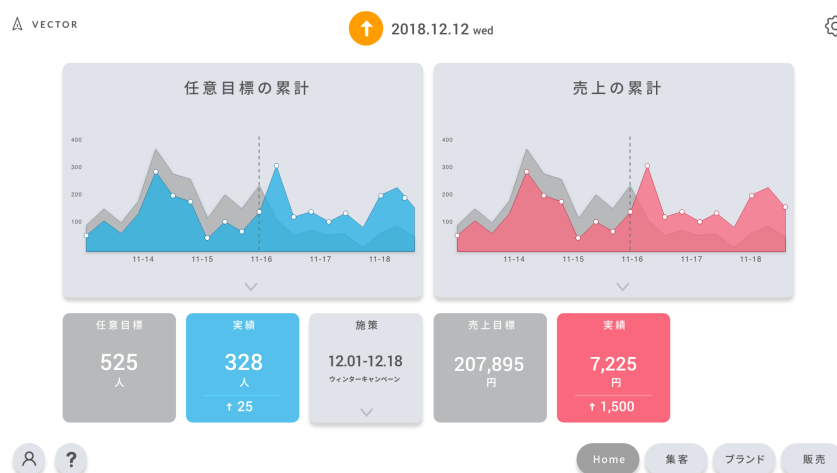 VECTOR
2018.12.12 wed
任意目標の累計
400
300
200
100
11-14 11-15 11-16 11-17 11-18
売上の累計
400
300
200
100
11-14 11-15 11-16 11-17 11-18
任意目標
525
人
実績
328
人
↑ 25
施策
12.01-12.18
ウィンターキャンペーン
売上目標
207,895
円
実績
7,225
円
↑ 1,500
?
Home
集客
ブランド
販売